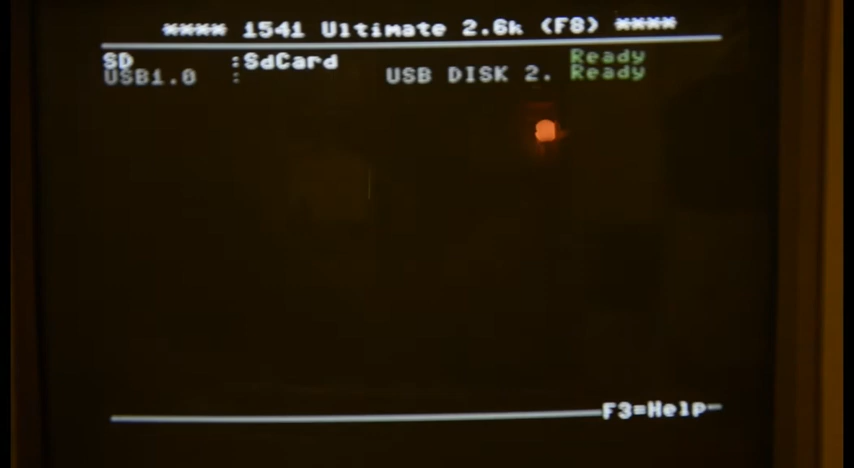 **** 1541 Ultimate 2.6k (F8) ****
SD :SdCard Ready
USB1.0 : USB DISK 2. Ready
F3=Help